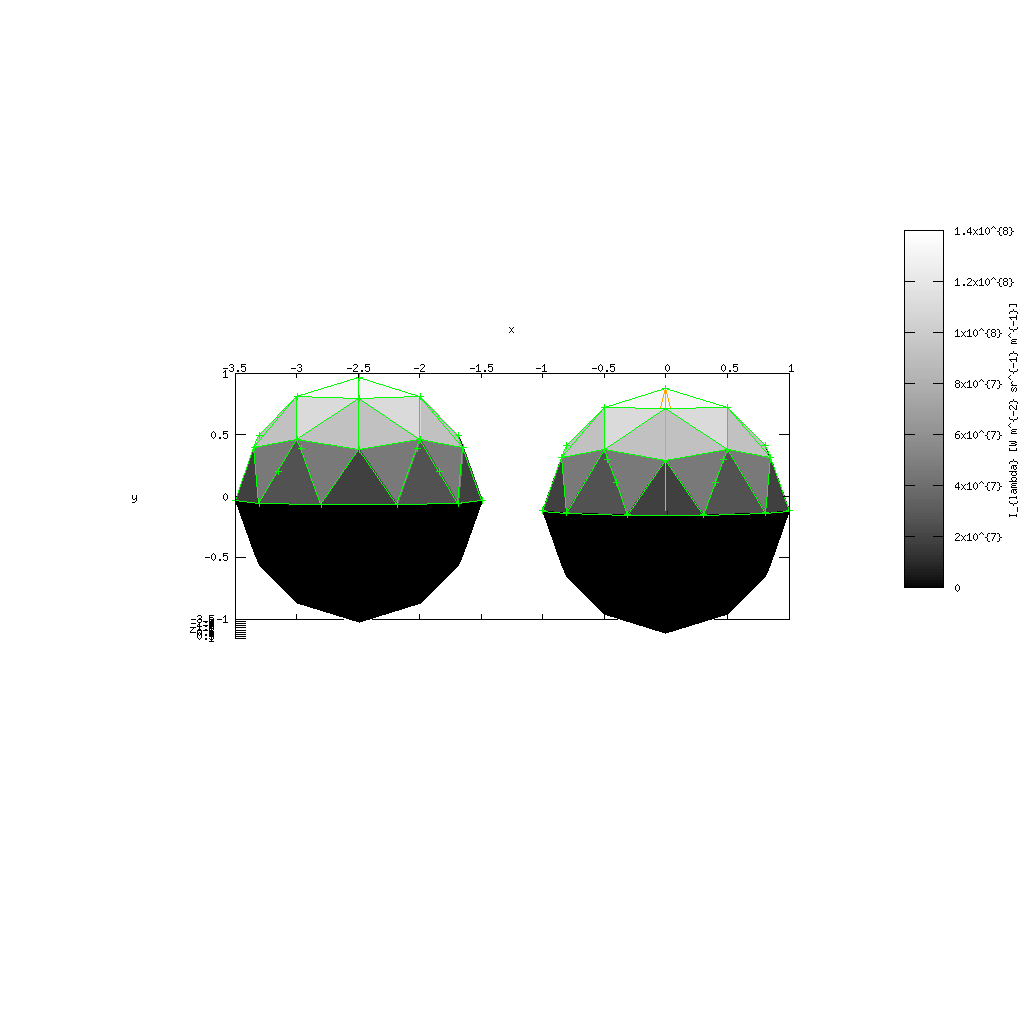 1.4x10^{8}
1.2x10^{8}
1x10^{8}
8x10^{7}
6x10^{7}
4x10^{7}
2x10^{7}
0
I_{lambda} [W m^{-2} sr^{-1} m^{-1}]
x
-3.5 -3 -2.5 -2 -1.5 -1 -0.5 0 0.5 1
1
0.5
y 0
-0.5
-1